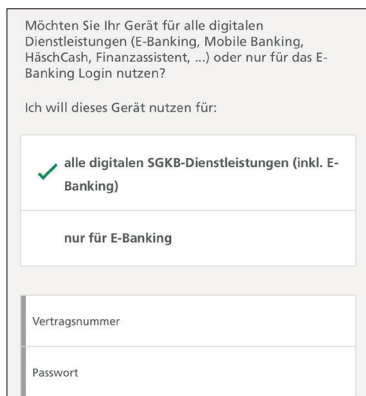 Möchten Sie Ihr Gerät für alle digitalen
Dienstleistungen (E-Banking, Mobile Banking,
HäschCash, Finanzassistent, ...) oder nur für das E-
Banking Login nutzen?
Ich will dieses Gerät nutzen für:
alle digitalen SGKB-Dienstleistungen (inkl. E-
Banking)
nur für E-Banking
Vertragsnummer
Passwort